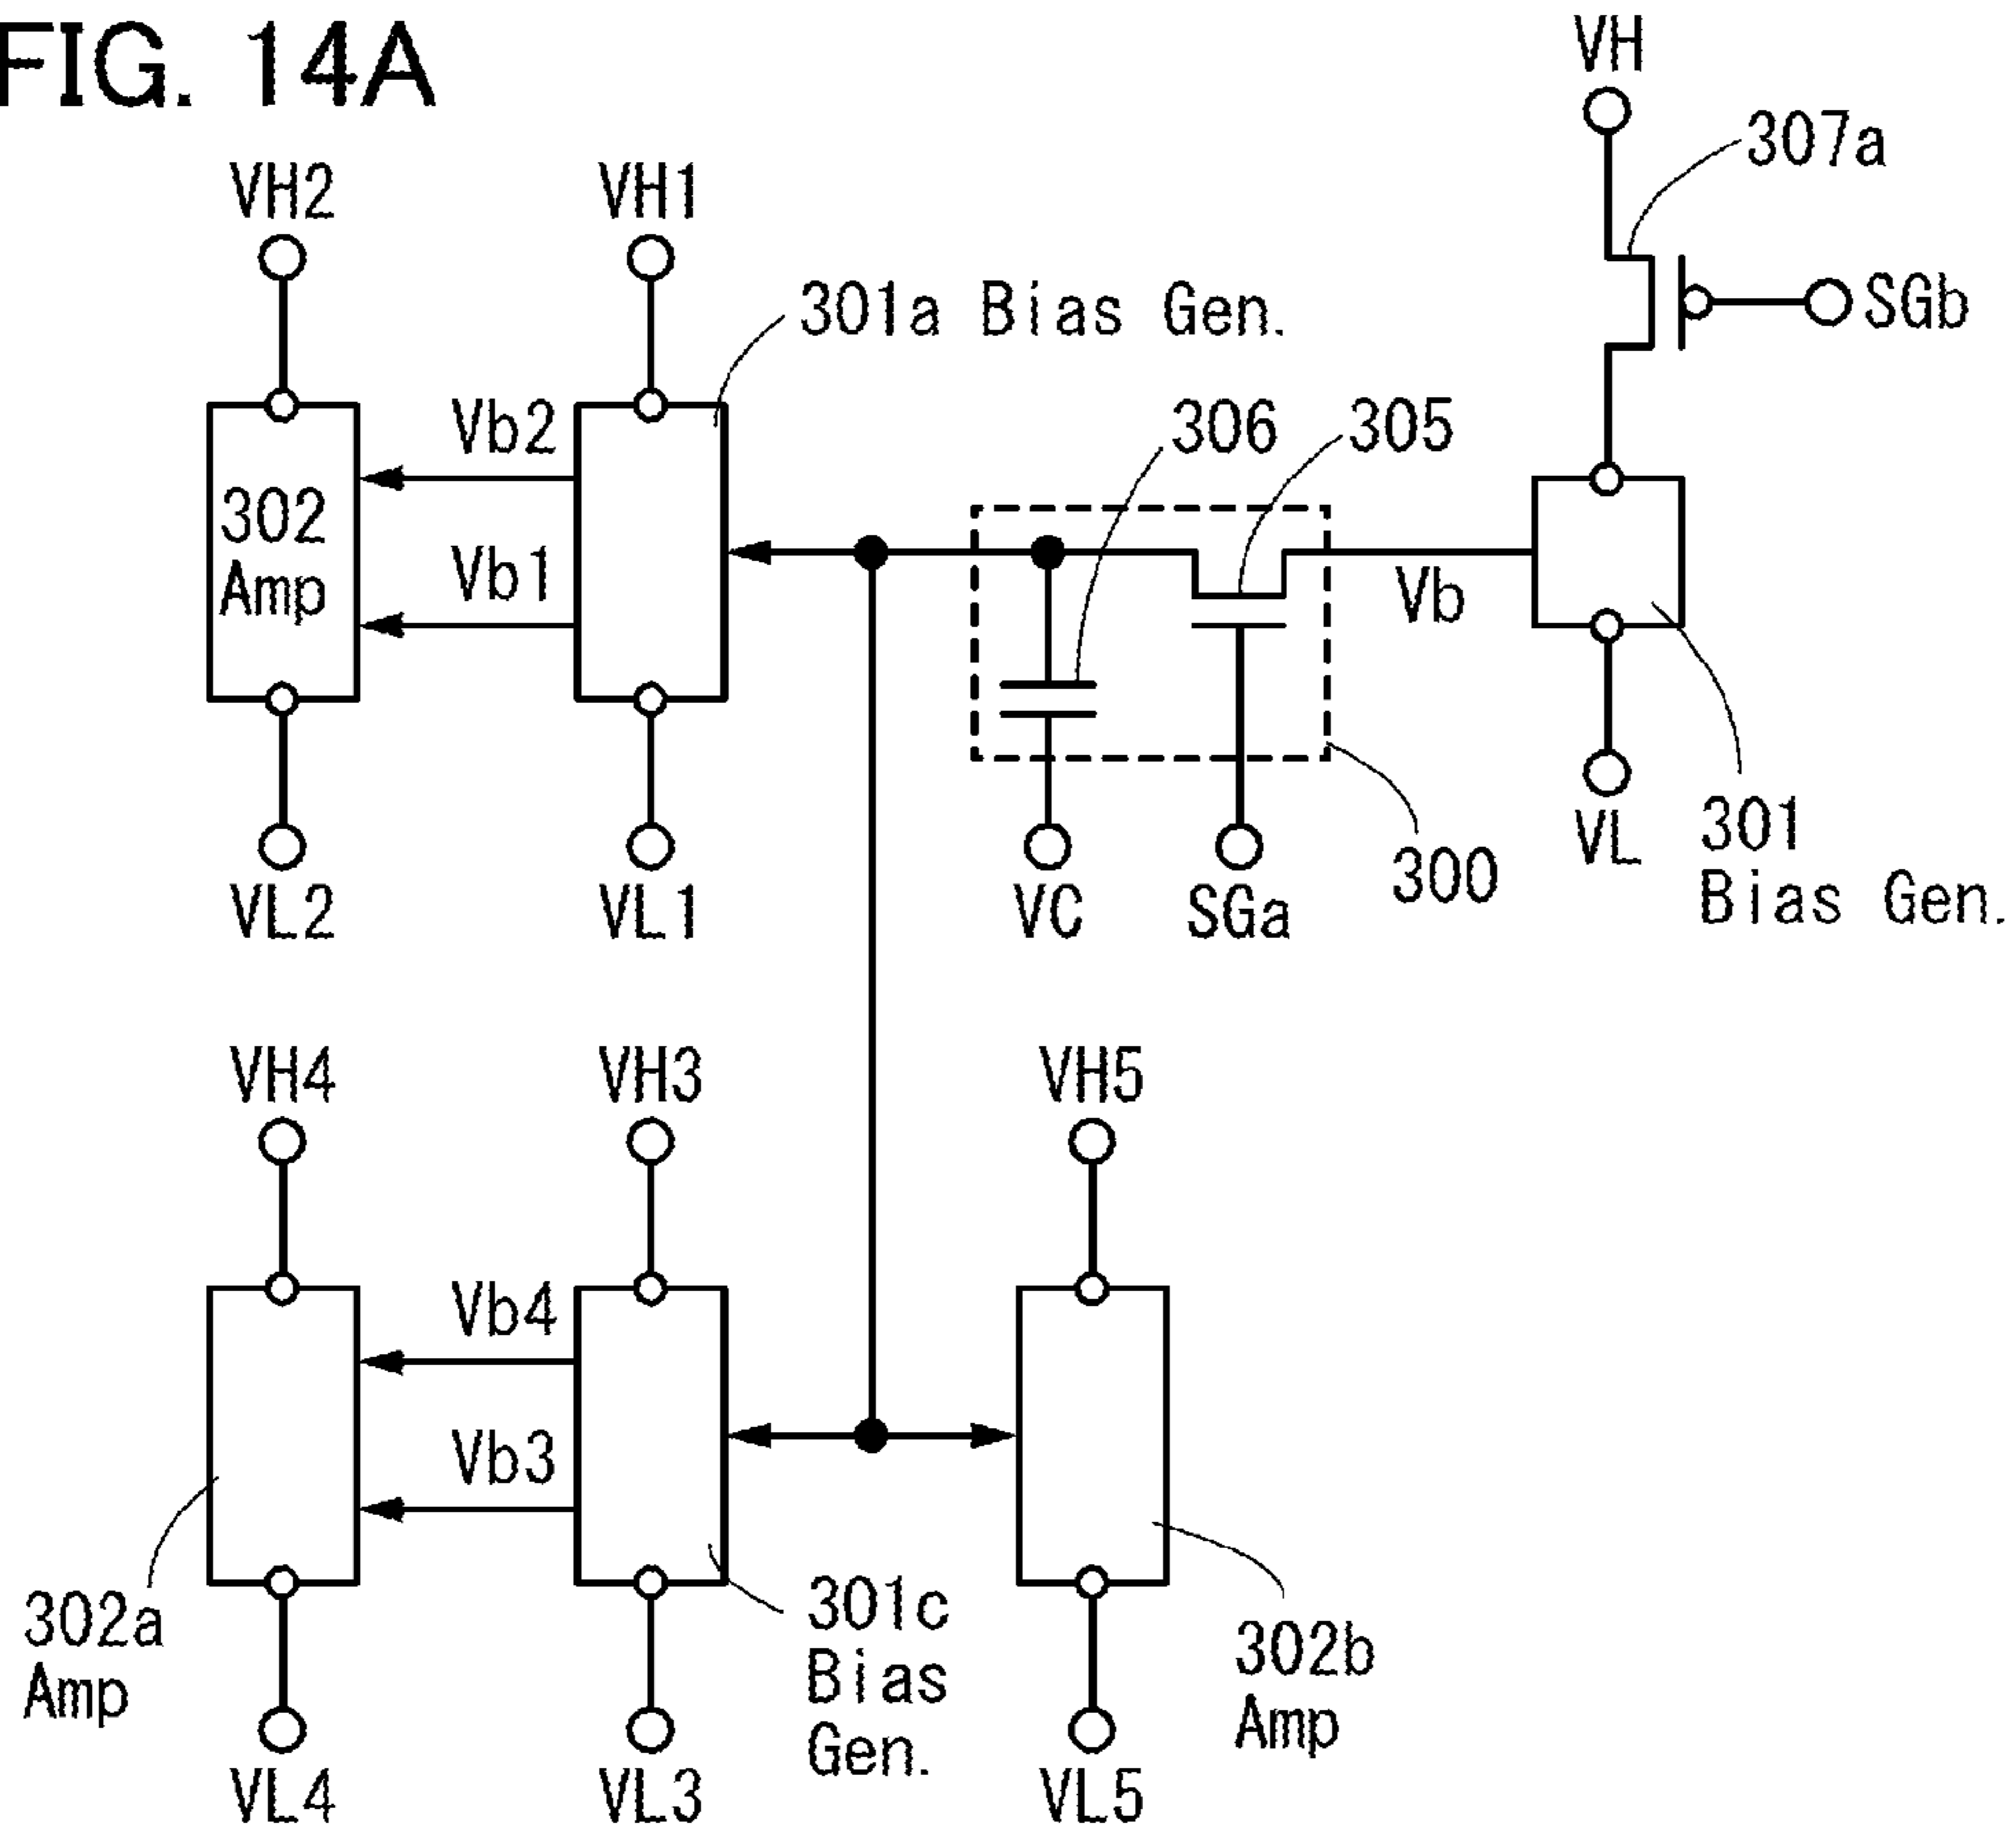 FIG. 14A
VH
307a
SGb
VH2
VH1
301a Bias Gen.
Vb2
Vb1
302
Amp
306
305
Vb
VL2
VL1
VC
SGa
300
VL
301
Bias Gen.
VH4
VH3
VH5
Vb4
Vb3
302a
Amp
301c
Bias
Gen.
302b
Amp
VL4
VL3
VL5